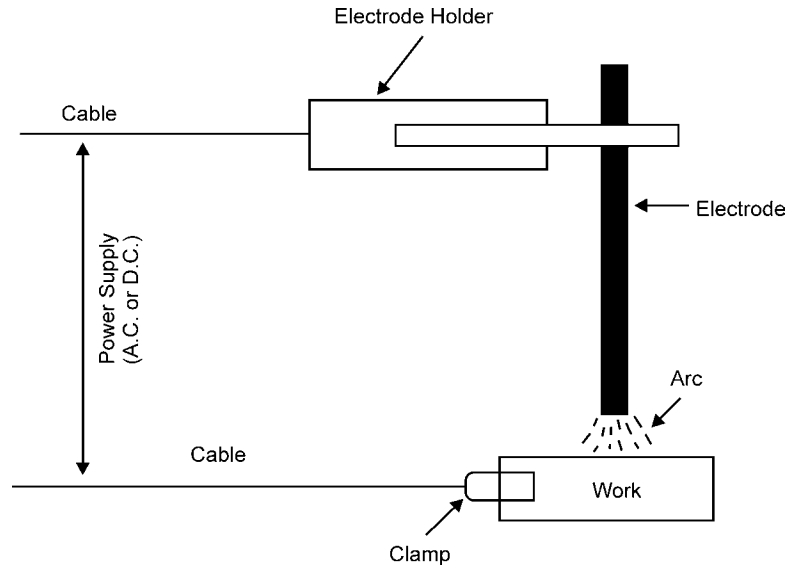 Electrode Holder
Cable
Power Supply
(A.C. or D.C.)
Electrode
Arc
Cable
Work
Clamp